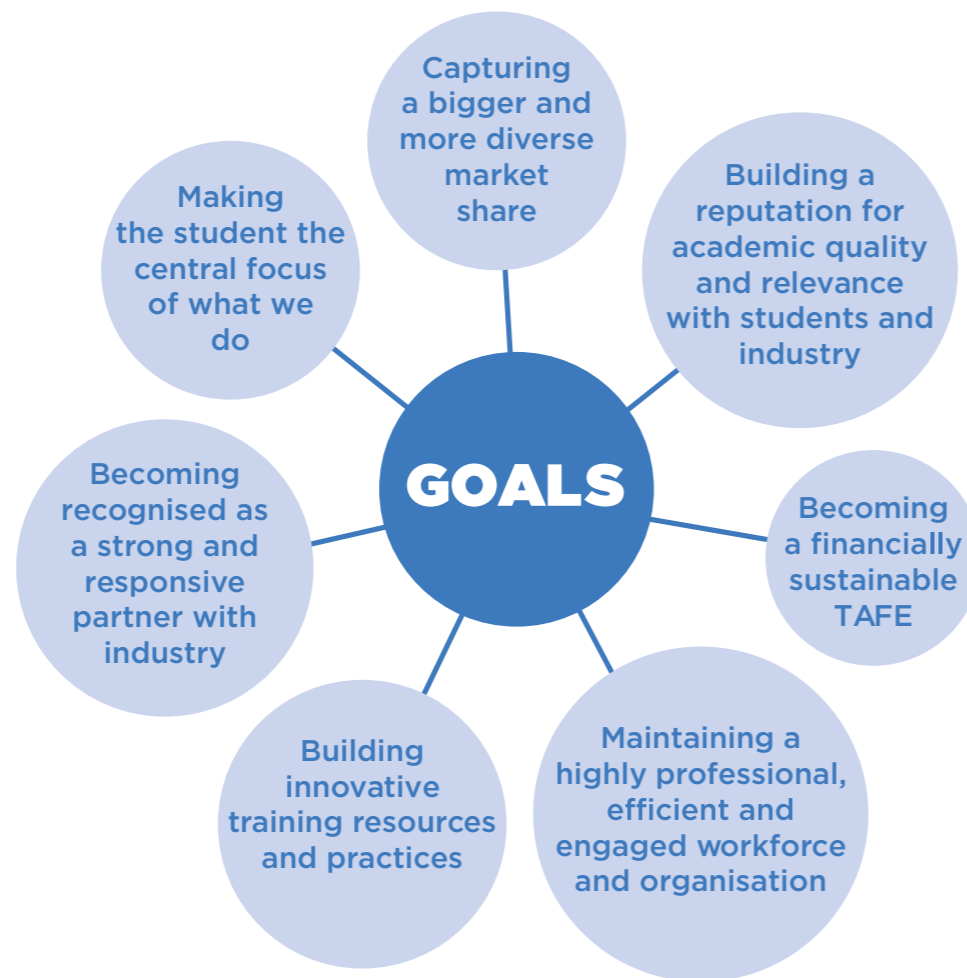 Capturing
a bigger and
more diverse
market
share
Building a
reputation for
academic quality
and relevance
with students and
industry
Becoming
a financially
sustainable
TAFE
Maintaining a
highly professional,
efficient and
engaged workforce
and organisation
Building
innovative
training resources
and practices
Becoming
recognised as
a strong and
responsive
partner with
industry
Making
the student the
central focus
of what we
do
GOALS